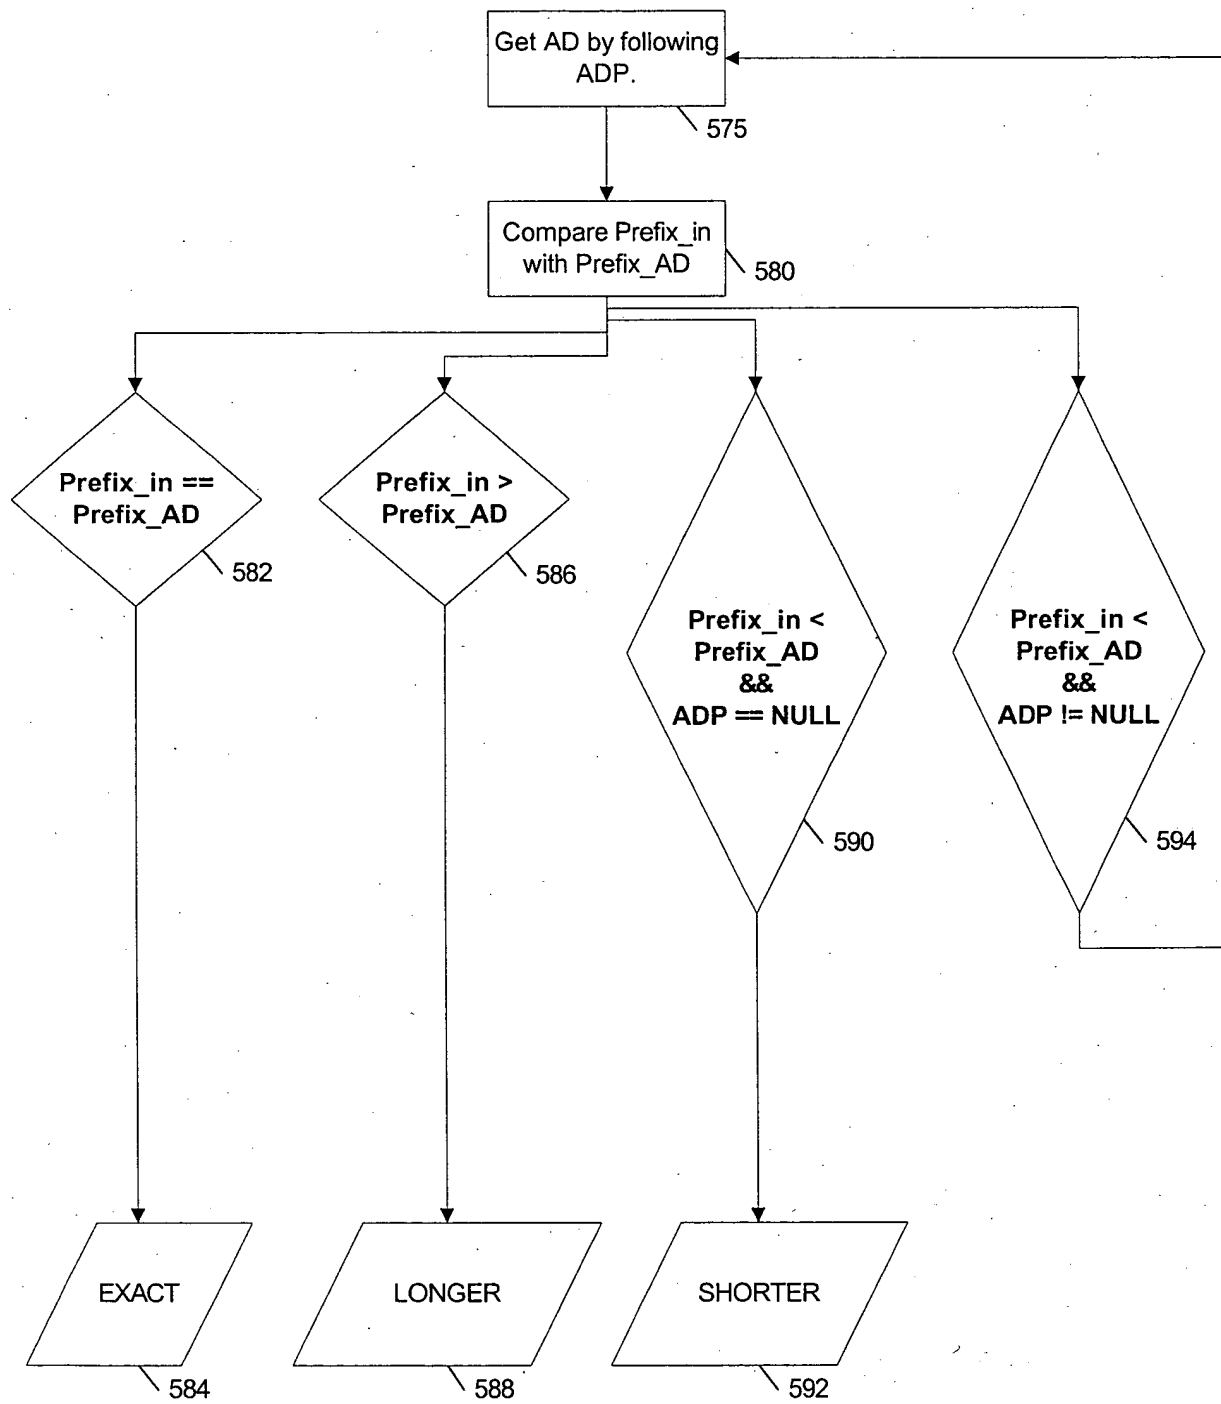 Get AD by following
ADP.
575
Compare Prefix_in
with Prefix_AD
580
Prefix_in ==
Prefix_AD
582
Prefix_in >
Prefix_AD
586
Prefix_in <
Prefix_AD
&&
ADP == NULL
590
Prefix_in <
Prefix_AD
&&
ADP != NULL
594
EXACT
584
LONGER
588
SHORTER
592